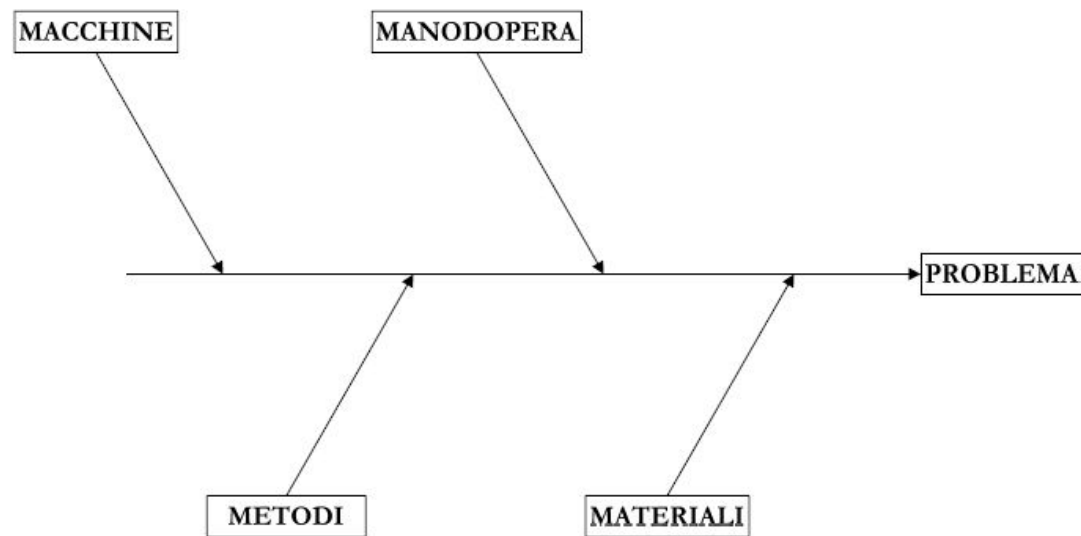 MACCHINE
MANODOPERA
PROBLEMA
METODI
MATERIALI